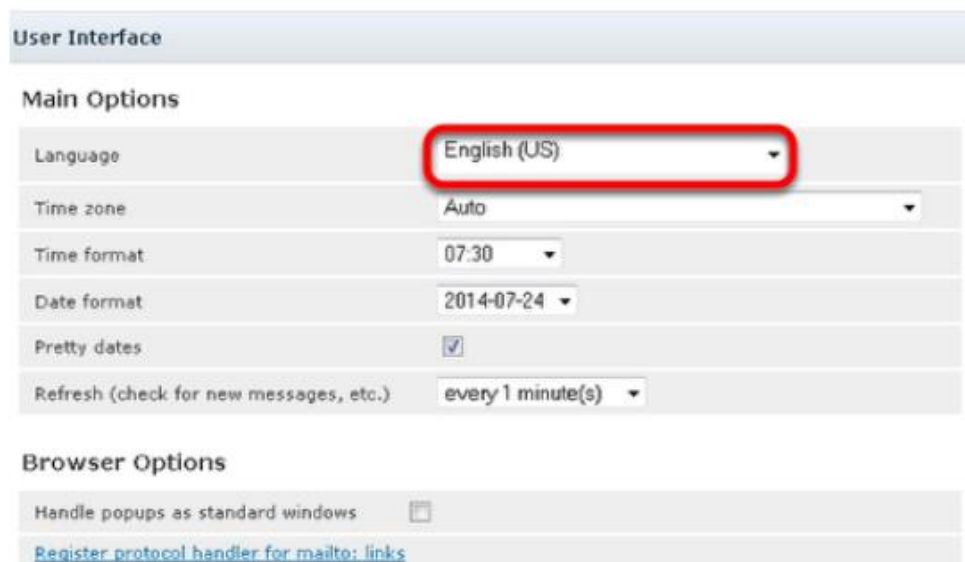 User Interface
Main Options
Language English (US)
Time zone Auto
Time format 07:30
Date format 2014-07-24
Pretty dates
Refresh (check for new messages, etc.) every 1 minute(s)
Browser Options
Handle popups as standard windows
Register protocol handler for mailto: links